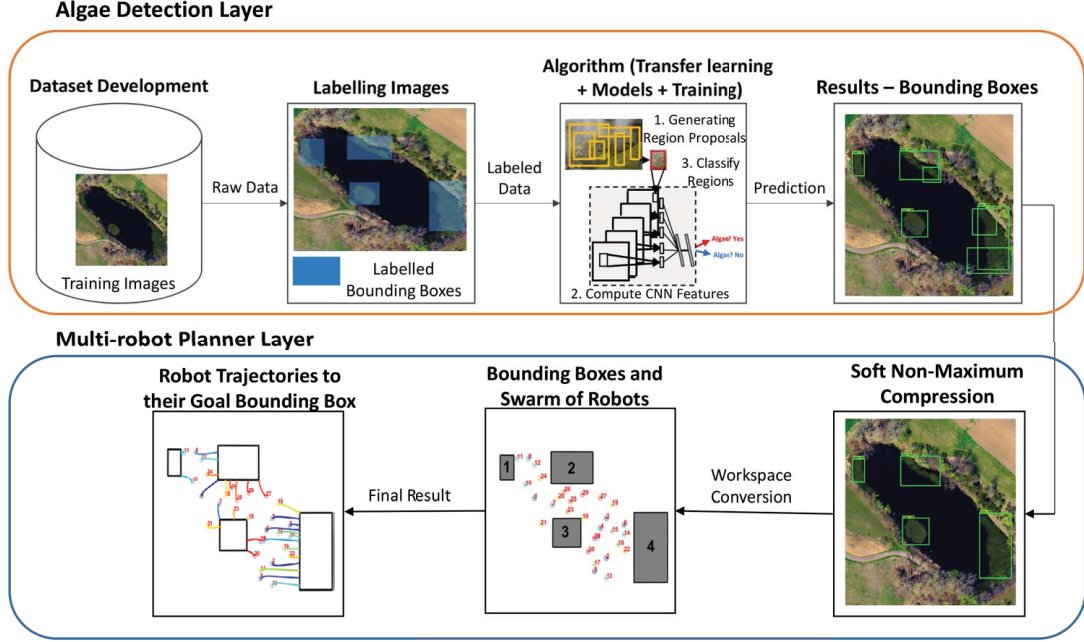 Algae Detection Layer
Dataset Development
Training Images
Raw Data
Labelling Images
Labelled
Bounding Boxes
Labeled
Data
Algorithm (Transfer learning
+ Models + Training)
1. Generating
Region Proposals
3. Classify
Regions
Algae? Yes
Algae? No
2. Compute CNN Features
Prediction
Results – Bounding Boxes
Multi-robot Planner Layer
Soft Non-Maximum
Compression
Workspace
Conversion
Bounding Boxes and
Swarm of Robots
1
2
3
4
Final Result
Robot Trajectories to
their Goal Bounding Box